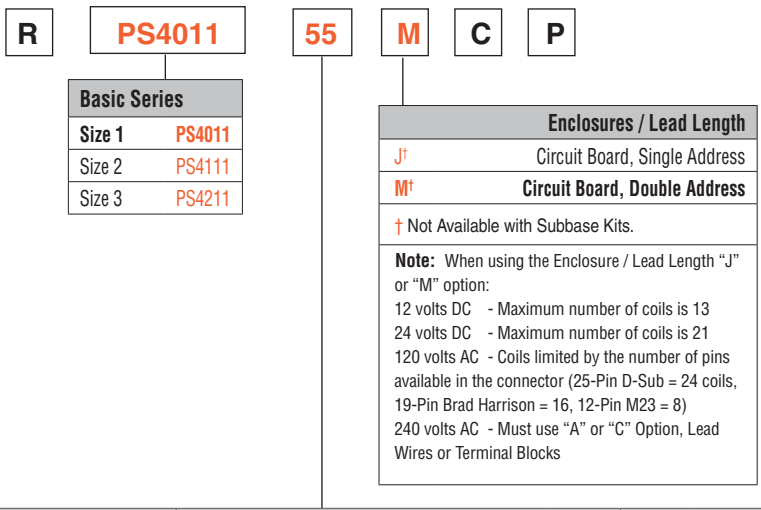 R PS4011 55 M C P
Basic Series
Size 1 PS4011
Size 2 PS4111
Size 3 PS4211
Enclosures / Lead Length
J† Circuit Board, Single Address
M† Circuit Board, Double Address
† Not Available with Subbase Kits.
Note: When using the Enclosure / Lead Length “J”
or “M” option:
12 volts DC - Maximum number of coils is 13
24 volts DC - Maximum number of coils is 21
120 volts AC - Coils limited by the number of pins
available in the connector (25-Pin D-Sub = 24 coils,
19-Pin Brad Harrison = 16, 12-Pin M23 = 8)
240 volts AC - Must use “A” or “C” Option, Lead
Wires or Terminal Blocks